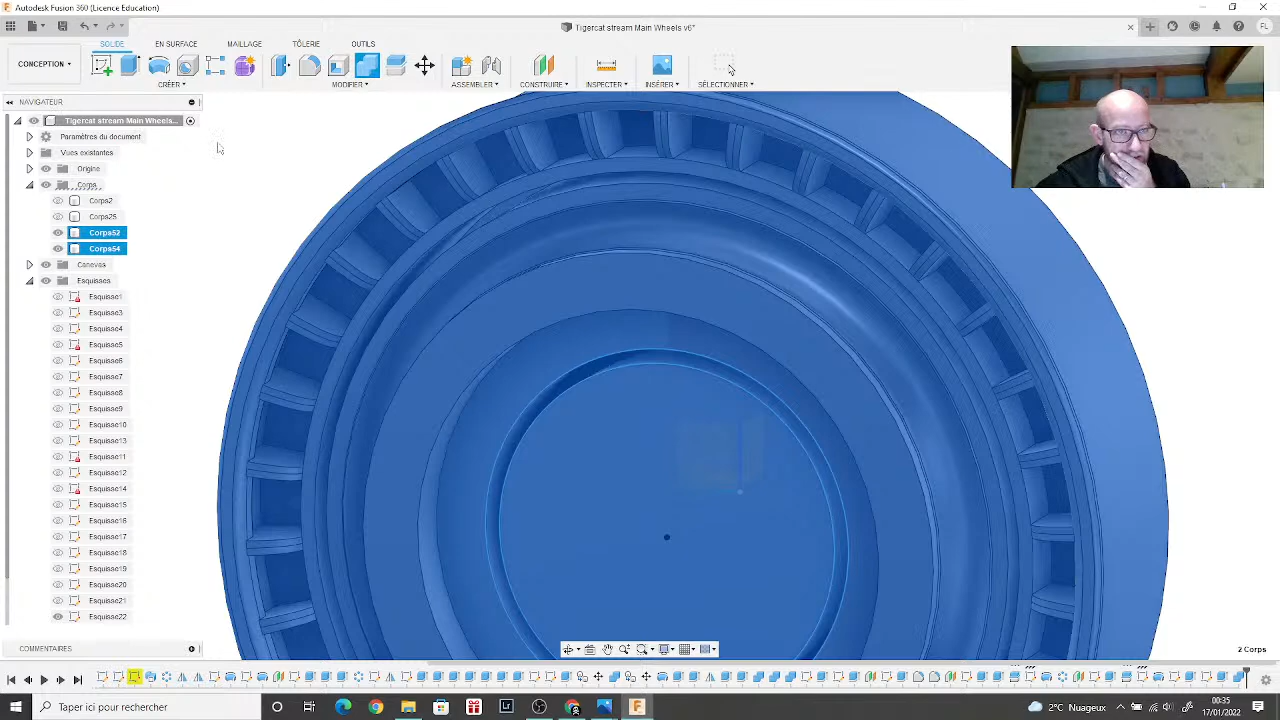 Autodesk Fusion 360 (Licence Education)
Tigercat stream Main Wheels v6*
SOLIDE EN SURFACE MAILLAGE TÔLERIE OUTILS
CONCEPTION
CRÉER MODIFIER ASSEMBLER CONSTRUIRE INSPECTER INSÉRER SÉLECTIONNER
NAVIGATEUR
Tigercat stream Main Wheels...
Paramètres du document
Vues existantes
Origine
Corps
Corps2
Corps25
Corps52
Corps54
Canevas
Esquisses
Esquisse1
Esquisse3
Esquisse4
Esquisse5
Esquisse6
Esquisse7
Esquisse8
Esquisse9
Esquisse10
Esquisse13
Esquisse11
Esquisse12
Esquisse14
Esquisse15
Esquisse16
Esquisse17
Esquisse18
Esquisse19
Esquisse20
Esquisse21
Esquisse22
COMMENTAIRES
2 Corps
Taper ici pour rechercher
2°C Nuageux
00:35
17/01/2022